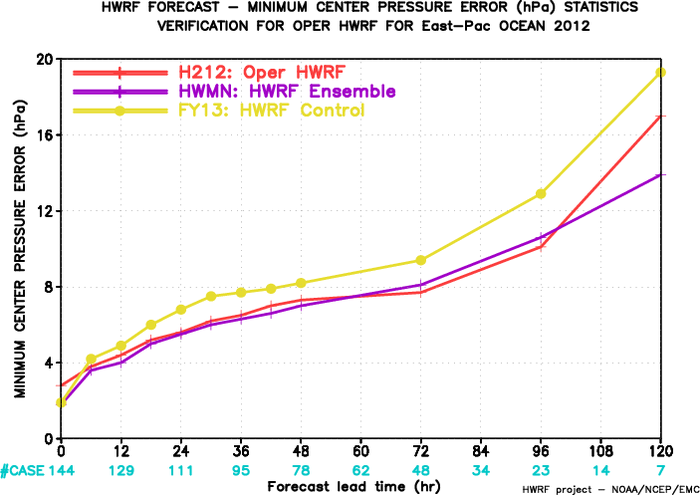 HWRF FORECAST – MINIMUM CENTER PRESSURE ERROR (hPa) STATISTICS
VERIFICATION FOR OPER HWRF FOR East-Pac OCEAN 2012
H212: Oper HWRF
HWMN: HWRF Ensemble
FY13: HWRF Control
MINIMUM CENTER PRESSURE ERROR (hPa)
20
16
12
8
4
0
0 12 24 36 48 60 72 84 96 108 120
#CASE 144 129 111 95 78 62 48 34 23 14 7
Forecast lead time (hr)
HWRF project – NOAA/NCEP/EMC